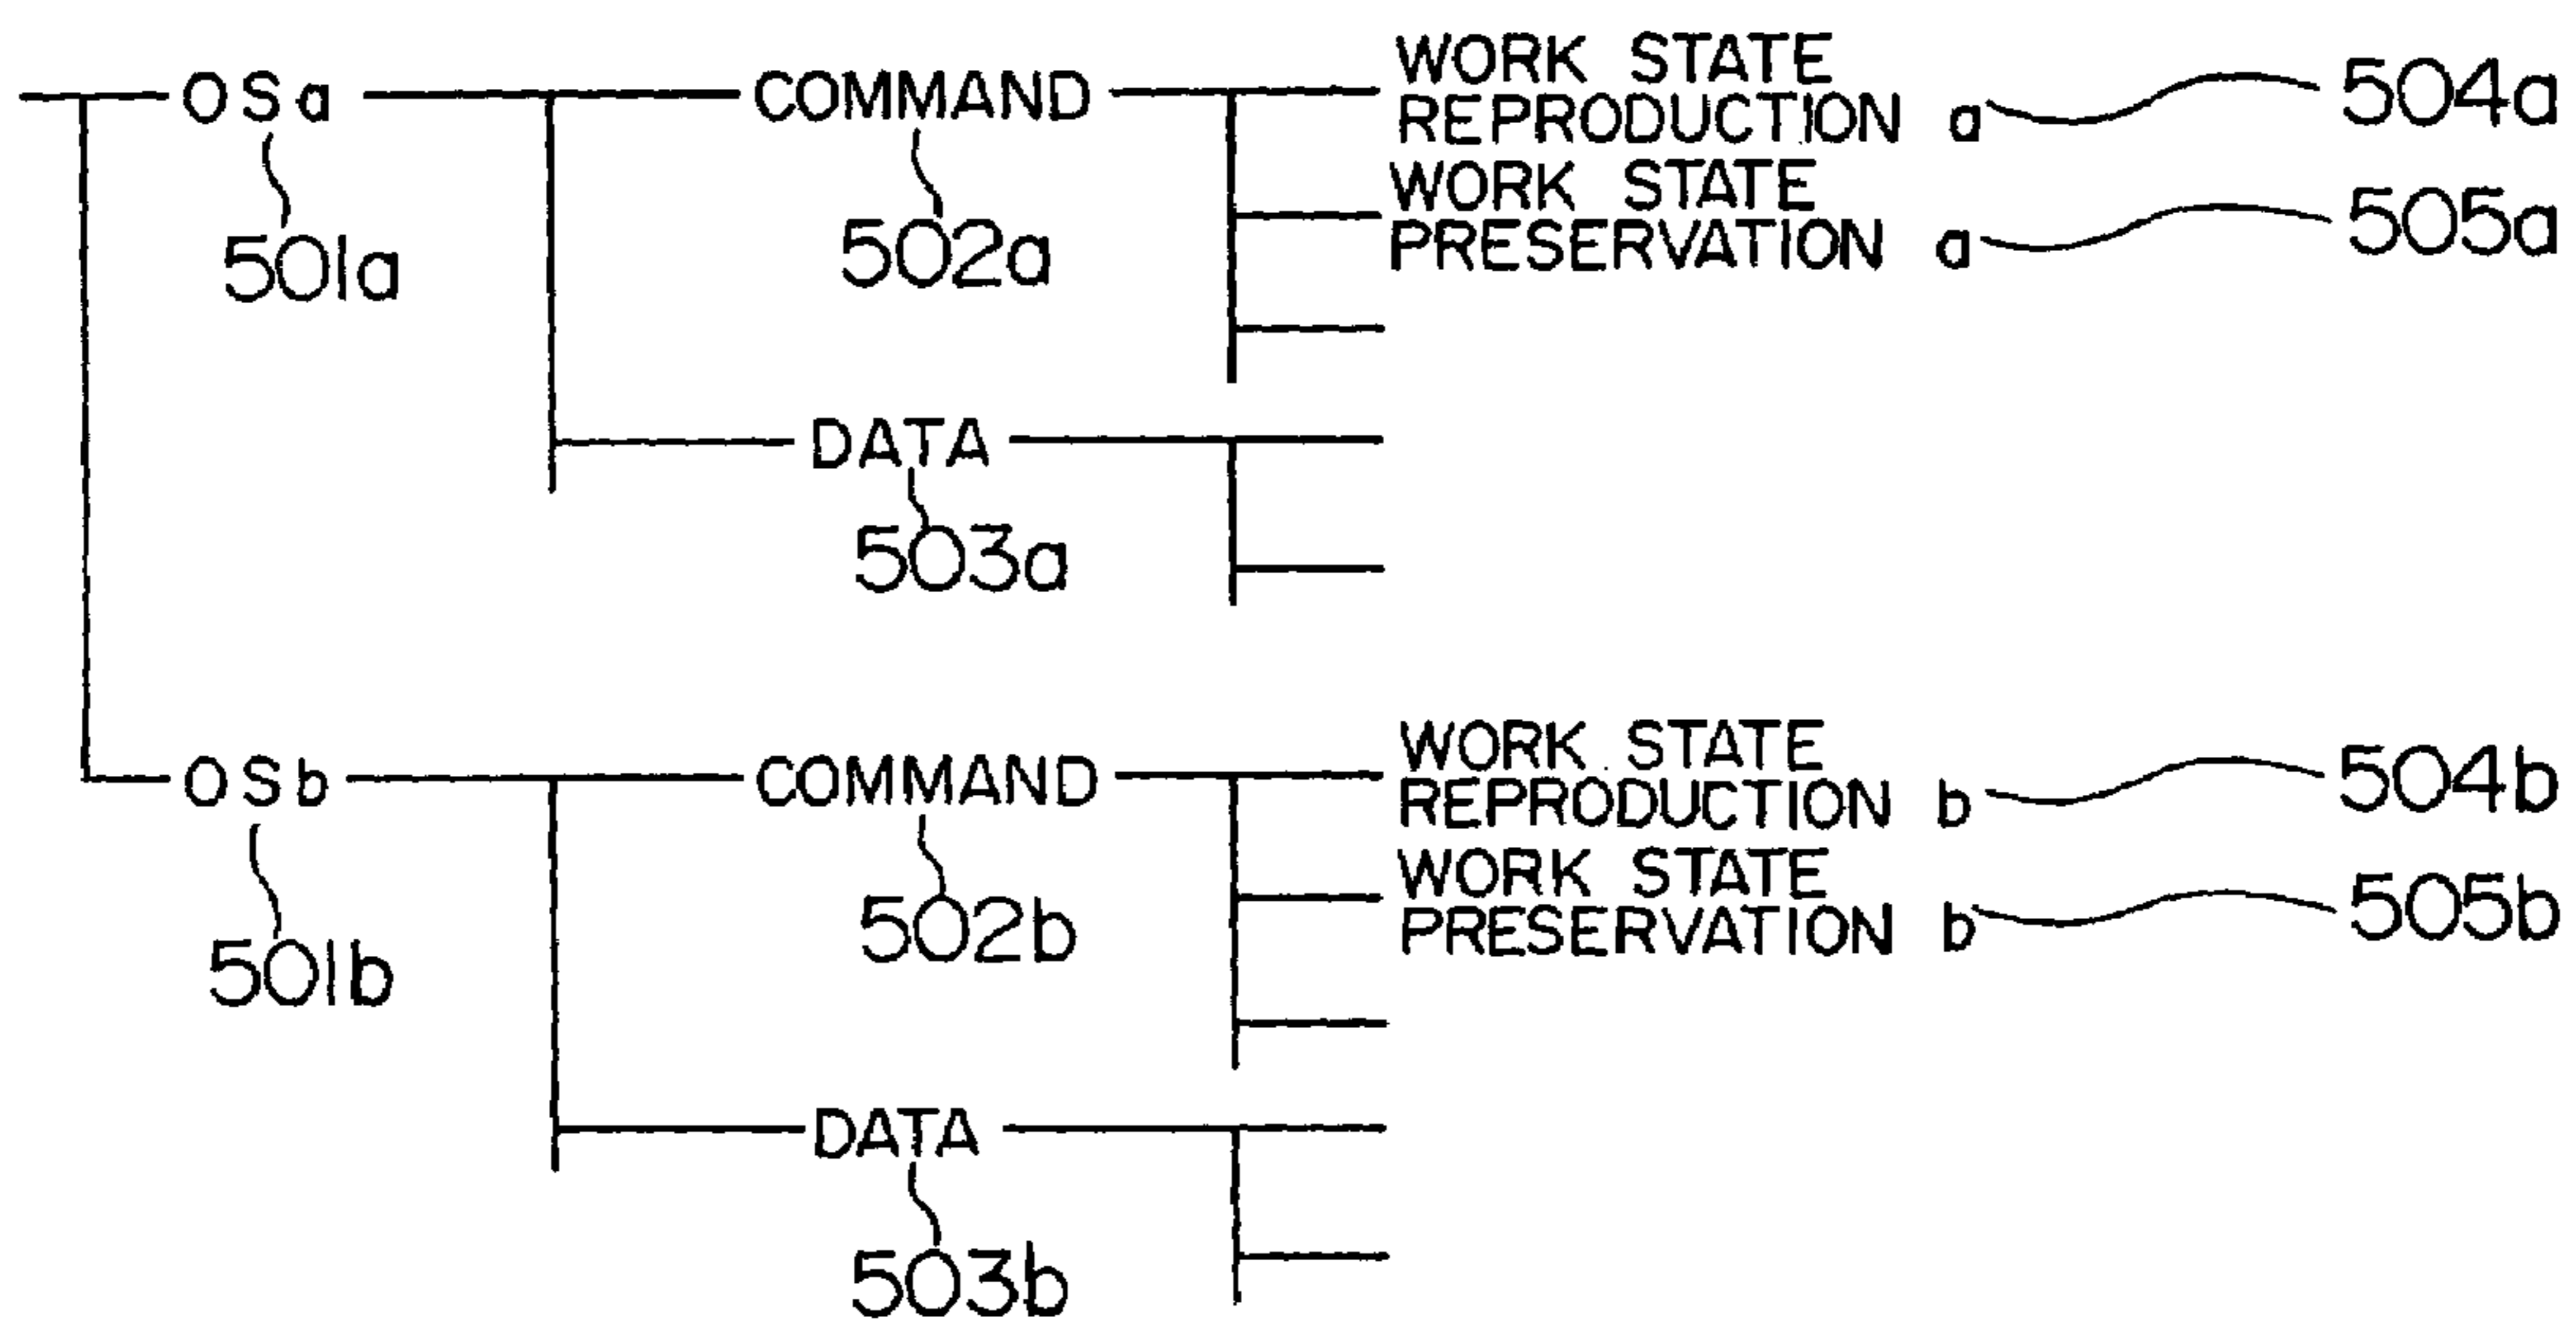 OSa
COMMAND
WORK STATE
REPRODUCTION a
504a
WORK STATE
PRESERVATION a
505a
501a
502a
DATA
503a
OSb
COMMAND
WORK STATE
REPRODUCTION b
504b
WORK STATE
PRESERVATION b
505b
501b
502b
DATA
503b